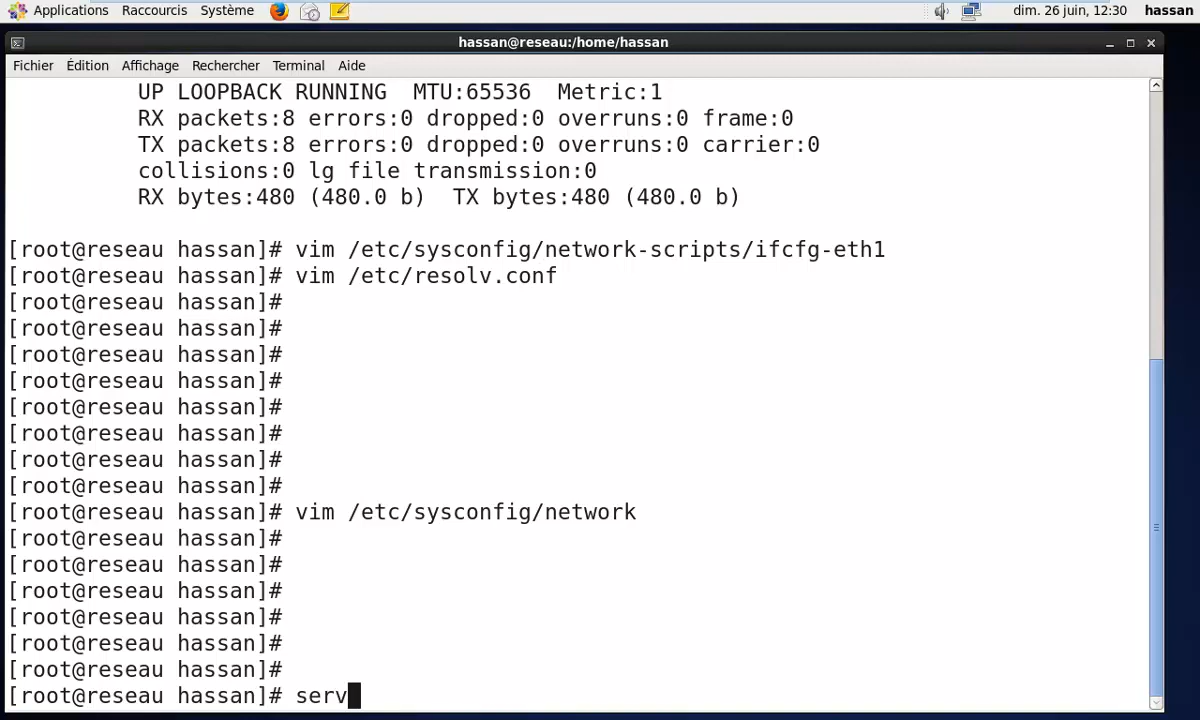 Applications Raccourcis Système dim. 26 juin, 12:30 hassan
hassan@reseau:/home/hassan
Fichier Édition Affichage Rechercher Terminal Aide
UP LOOPBACK RUNNING  MTU:65536  Metric:1
RX packets:8 errors:0 dropped:0 overruns:0 frame:0
TX packets:8 errors:0 dropped:0 overruns:0 carrier:0
collisions:0 lg file transmission:0
RX bytes:480 (480.0 b)  TX bytes:480 (480.0 b)
[root@reseau hassan]# vim /etc/sysconfig/network-scripts/ifcfg-eth1
[root@reseau hassan]# vim /etc/resolv.conf
[root@reseau hassan]#
[root@reseau hassan]#
[root@reseau hassan]#
[root@reseau hassan]#
[root@reseau hassan]#
[root@reseau hassan]#
[root@reseau hassan]#
[root@reseau hassan]#
[root@reseau hassan]# vim /etc/sysconfig/network
[root@reseau hassan]#
[root@reseau hassan]#
[root@reseau hassan]#
[root@reseau hassan]#
[root@reseau hassan]#
[root@reseau hassan]#
[root@reseau hassan]# serv